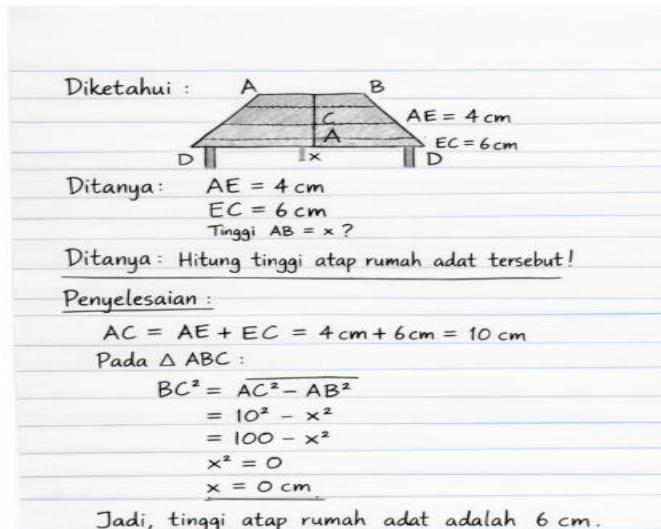 Diketahui :
A B
C AE = 4 cm
A EC = 6 cm
D x D
Ditanya: AE = 4 cm
EC = 6 cm
Tinggi AB = x ?
Ditanya: Hitung tinggi atap rumah adat tersebut!
Penyelesaian :
AC = AE + EC = 4 cm + 6 cm = 10 cm
Pada △ ABC :
BC² = AC² - AB²
= 10² - x²
= 100 - x²
x² = 0
x = 0 cm
Jadi, tinggi atap rumah adat adalah 6 cm.